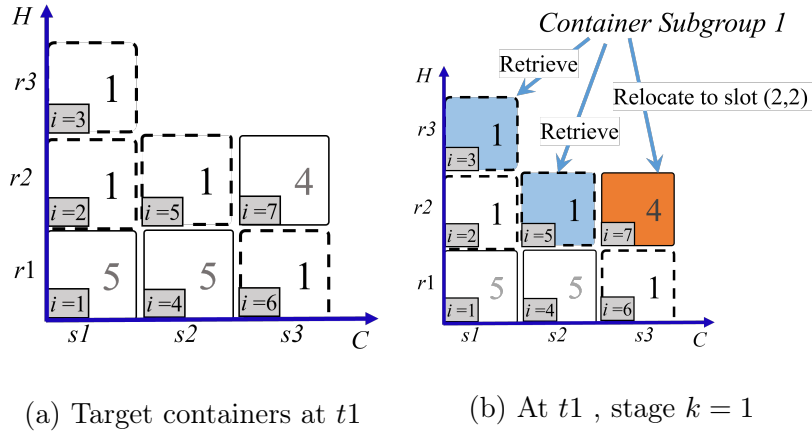 H
r3
1
i =3
r2
1
1
4
i =2
i =5
i =7
r1
5
5
1
i =1
i =4
i =6
s1
s2
s3
C
(a) Target containers at t1
Container Subgroup 1
Retrieve
H
Relocate to slot (2,2)
r3
1
Retrieve
i =3
r2
1
1
4
i =2
i =5
i =7
r1
5
5
1
i =1
i =4
i =6
s1
s2
s3
C
(b) At t1 , stage k = 1